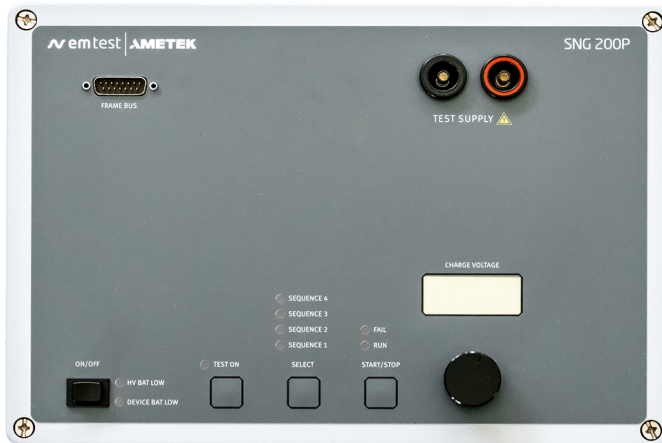 emtest AMETEK
SNG 200P
FRAME BUS
TEST SUPPLY
CHARGE VOLTAGE
SEQUENCE 4
SEQUENCE 3
SEQUENCE 2
FAIL
SEQUENCE 1
RUN
ON/OFF
TEST ON
SELECT
START/STOP
HV BAT LOW
DEVICE BAT LOW